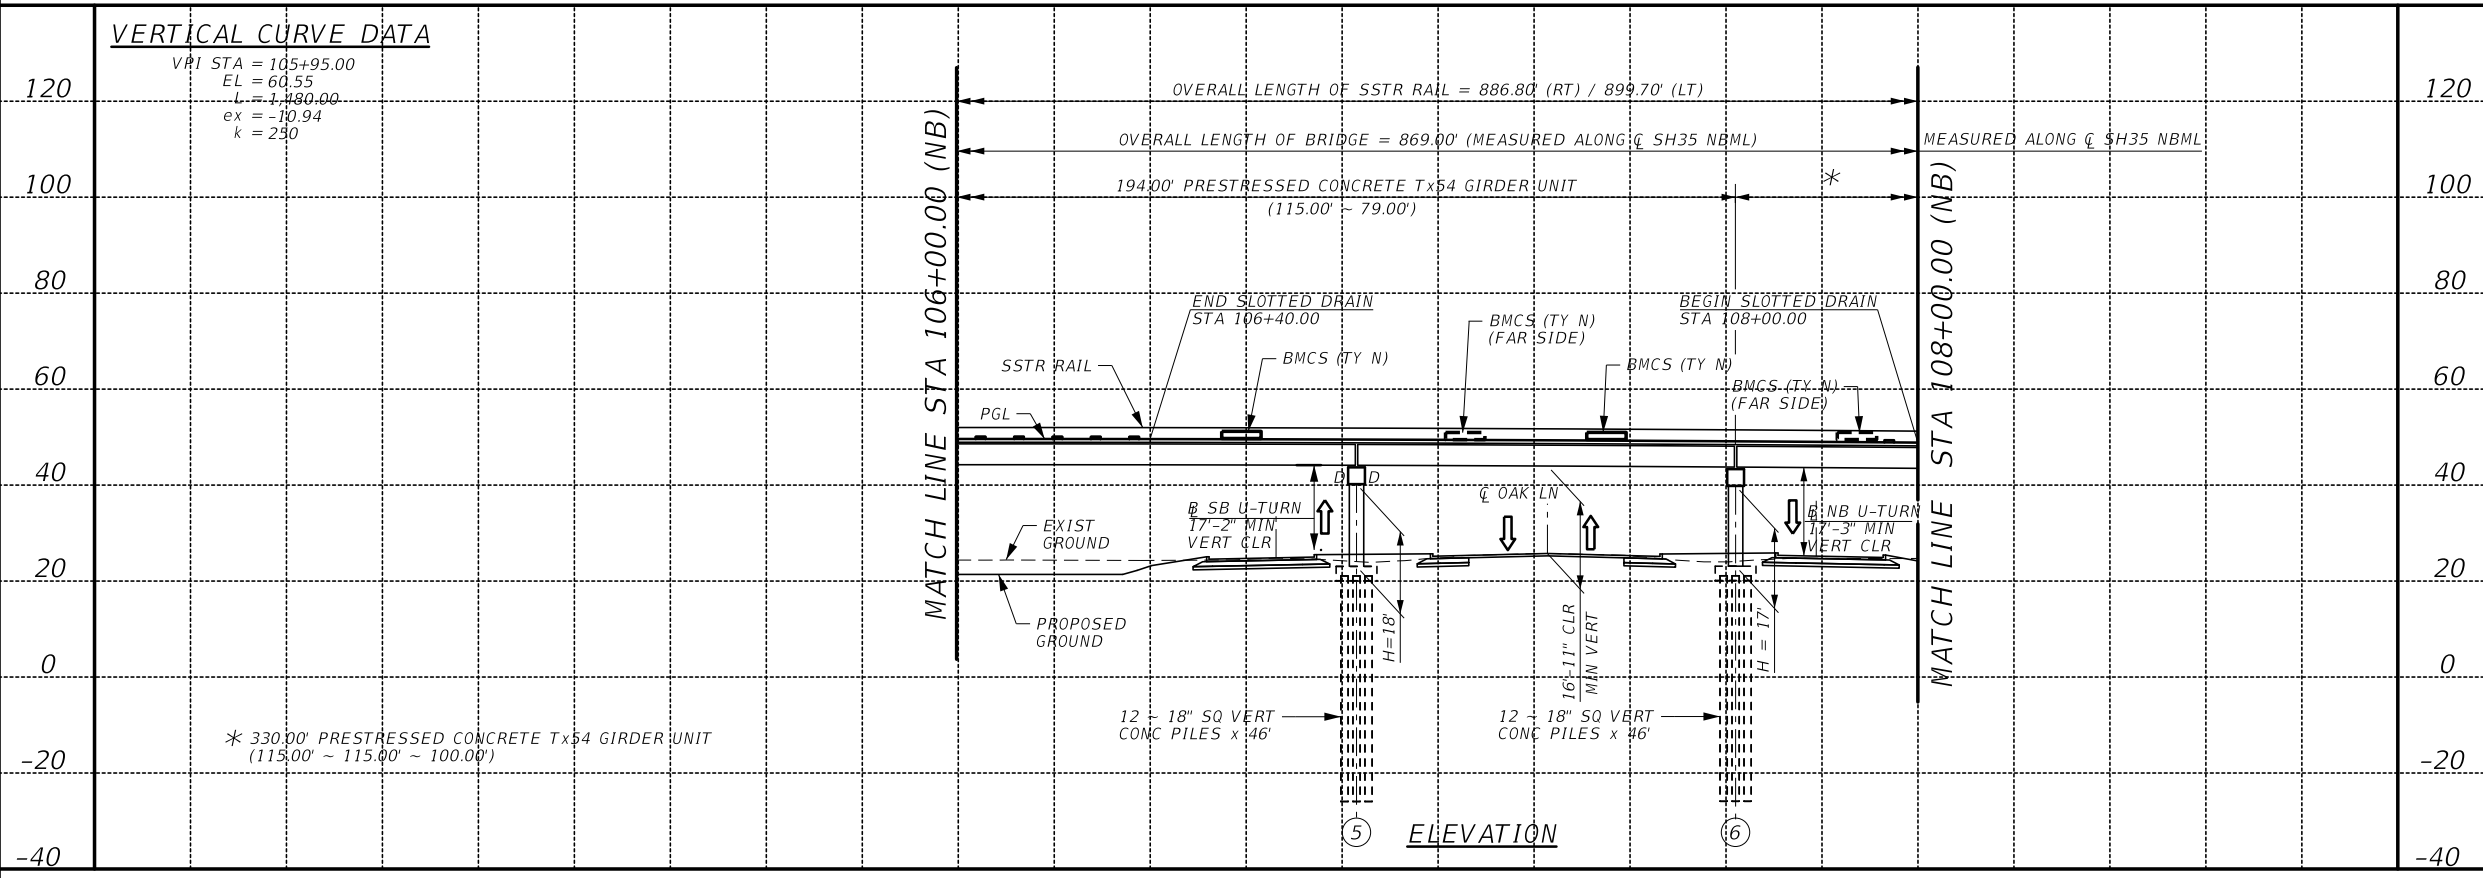 VERTICAL CURVE DATA
VPI STA = 105+95.00
EL = 60.55
L = 1,480.00
ex = -10.94
k = 250
120
100
80
60
40
20
0
-20
-40
MATCH LINE STA 106+00.00 (NB)
OVERALL LENGTH OF SSTR RAIL = 886.80' (RT) / 899.70' (LT)
OVERALL LENGTH OF BRIDGE = 869.00' (MEASURED ALONG ℄ SH35 NBML)
MEASURED ALONG ℄ SH35 NBML
194.00' PRESTRESSED CONCRETE Tx54 GIRDER UNIT
(115.00' ~ 79.00')
*
END SLOTTED DRAIN
STA 106+40.00
BMCS (TY N)
(FAR SIDE)
BEGIN SLOTTED DRAIN
STA 108+00.00
SSTR RAIL
BMCS (TY N)
BMCS (TY N)
BMCS (TY N)
(FAR SIDE)
PGL
D D
℄ OAK LN
B SB U-TURN
17'-2" MIN
VERT CLR
B NB U-TURN
17'-3" MIN
VERT CLR
EXIST
GROUND
PROPOSED
GROUND
H=18'
16'-11" CLR
MIN VERT
H = 17'
12 ~ 18" SQ VERT
CONC PILES x 46'
12 ~ 18" SQ VERT
CONC PILES x 46'
* 330.00' PRESTRESSED CONCRETE Tx54 GIRDER UNIT
(115.00' ~ 115.00' ~ 100.00')
5
ELEVATION
6
MATCH LINE STA 108+00.00 (NB)
120
100
80
60
40
20
0
-20
-40